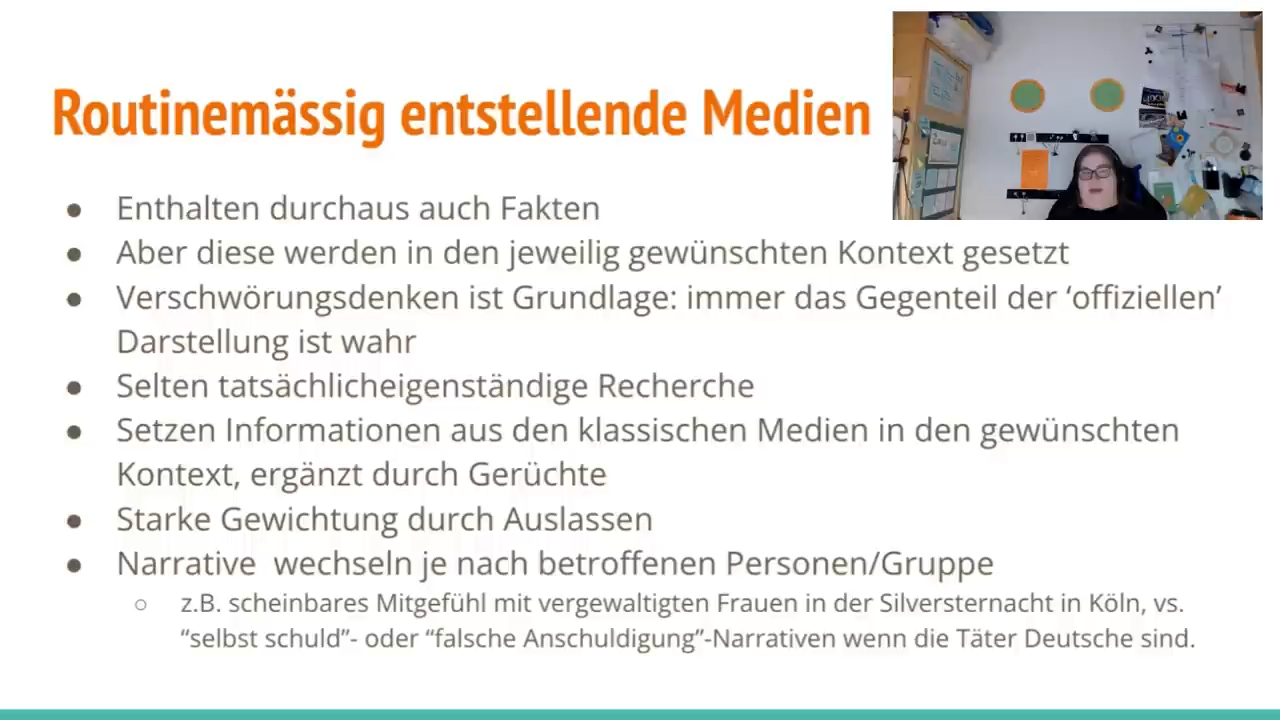 Routinemässig entstellende Medien
● Enthalten durchaus auch Fakten
● Aber diese werden in den jeweilig gewünschten Kontext gesetzt
● Verschwörungsdenken ist Grundlage: immer das Gegenteil der ‘offiziellen’
Darstellung ist wahr
● Selten tatsächlicheigenständige Recherche
● Setzen Informationen aus den klassischen Medien in den gewünschten
Kontext, ergänzt durch Gerüchte
● Starke Gewichtung durch Auslassen
● Narrative  wechseln je nach betroffenen Personen/Gruppe
○ z.B. scheinbares Mitgefühl mit vergewaltigten Frauen in der Silversternacht in Köln, vs.
“selbst schuld”- oder “falsche Anschuldigung”-Narrativen wenn die Täter Deutsche sind.